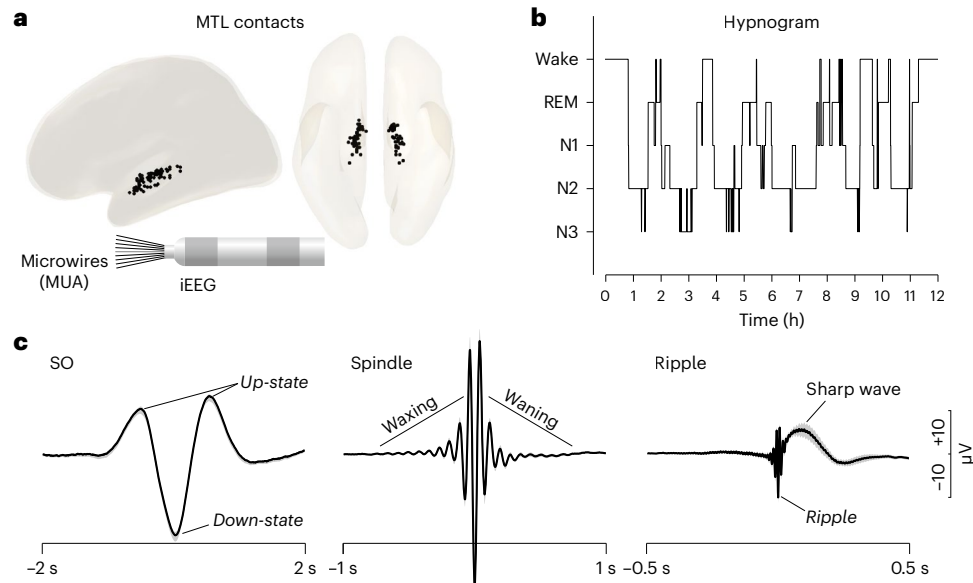 a
MTL contacts
Microwires
(MUA)
iEEG
b
Hypnogram
Wake
REM
N1
N2
N3
0 1 2 3 4 5 6 7 8 9 10 11 12
Time (h)
c
SO
Up-state
Down-state
−2 s 2 s
Spindle
Waxing
Waning
−1 s 1 s
Ripple
Sharp wave
Ripple
−0.5 s 0.5 s
+10
−10
µV